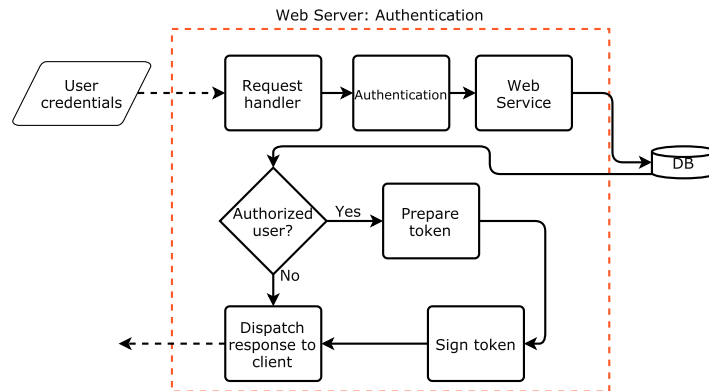 Web Server: Authentication
User
credentials
Request
handler
Authentication
Web
Service
DB
Authorized
user?
Yes
Prepare
token
No
Dispatch
response to
client
Sign token